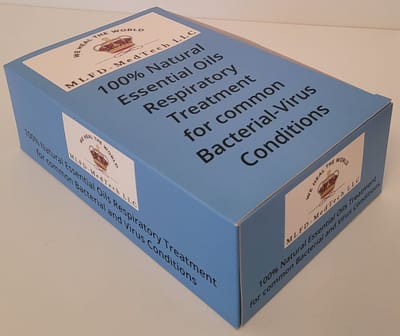 WE HEAL THE WORLD
MLFD-MedTech LLC
100% Natural
Essential Oils
Respiratory
Treatment
for common
Bacterial-Virus
Conditions
WE HEAL THE WORLD
MLFD-MedTech LLC
100% Natural Essential Oils Respiratory Treatment
for common Bacterial and Virus Conditions
WE HEAL THE WORLD
MLFD-MedTech LLC
100% Natural Essential Oils Treatment
for common Bacterial and Virus Conditions